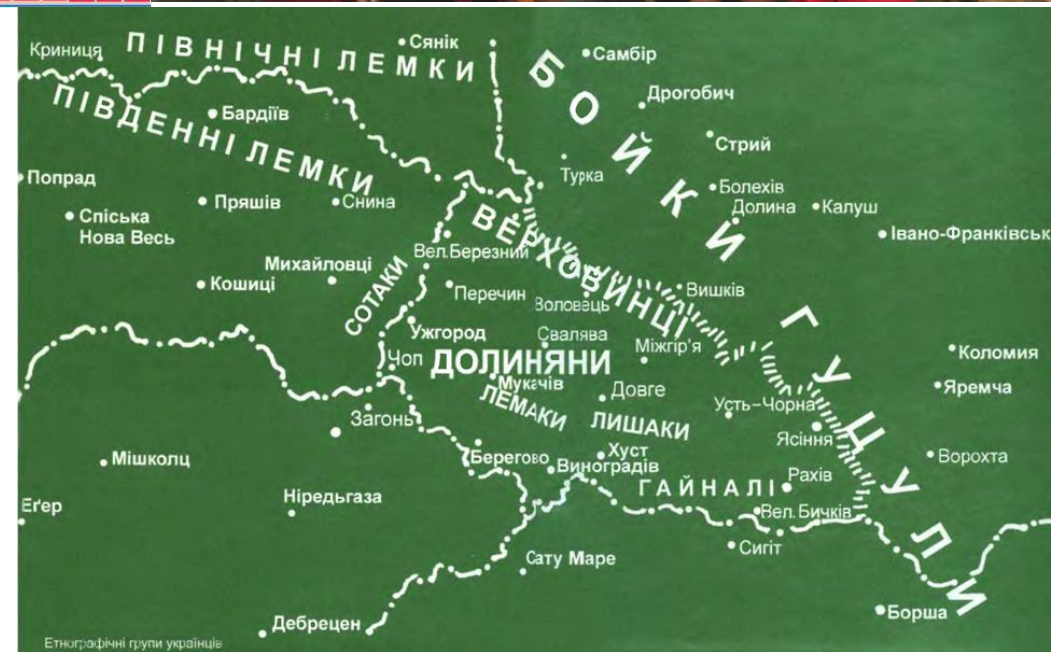 Криниця
ПІВНІЧНІ ЛЕМКИ
Сянік
БОЙКИ
Самбір
Дрогобич
Стрий
ПІВДЕННІ ЛЕМКИ
Бардіїв
Турка
Болехів
Долина
Калуш
Івано-Франківськ
Попрад
Пряшів
Снина
Спіська
Нова Весь
ВЕРХОВИНЦІ
Вел.Березний
Михайловці
Кошиці
СОТАКИ
Перечин
Воловець
Вишків
ГУЦУЛИ
Ужгород
Свалява
Міжгір'я
Чоп
ДОЛИНЯНИ
Коломия
Мукачів
ЛЕМАКИ
Довге
Яремча
Усть-Чорна
Загонь
ЛИШАКИ
Ясіння
Мішколц
Берегово
Виноградів
Хуст
Ворохта
Рахів
ГАЙНАЛІ
Ніредьгаза
Еґер
Вел. Бичків
Сигіт
Сату Маре
Борша
Дебрецен
Етнографічні групи українців